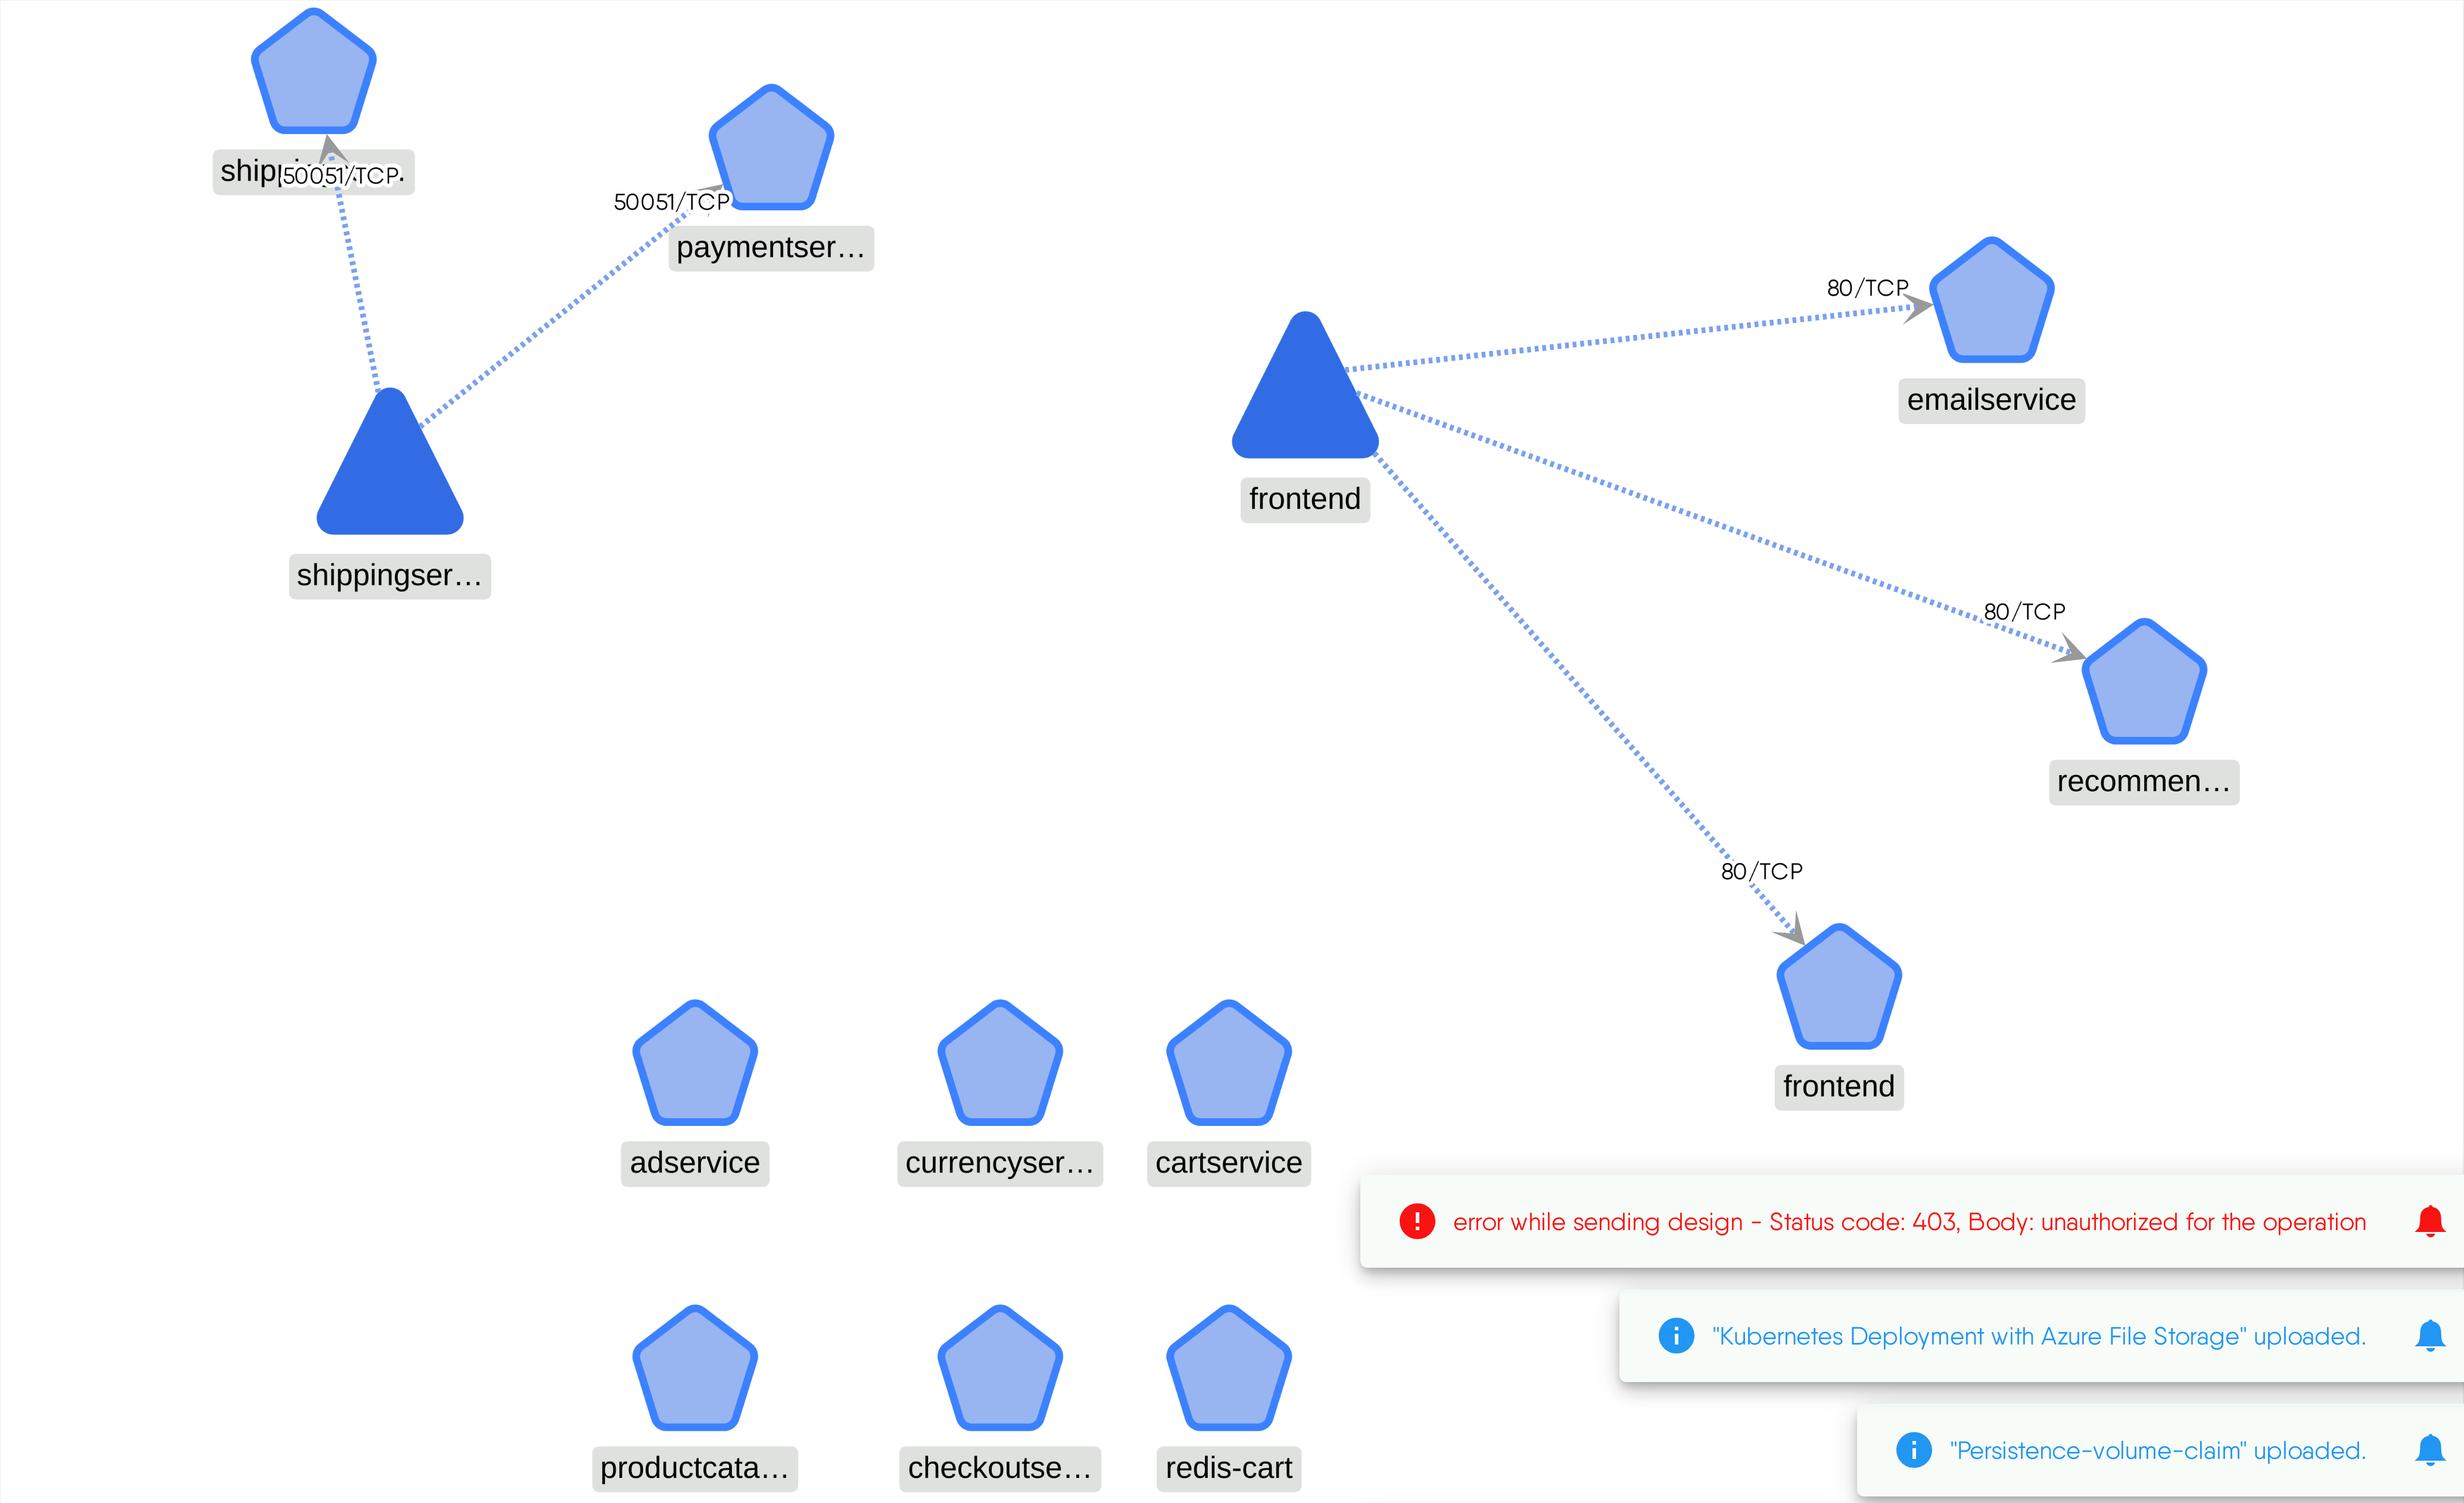 50051/TCP
50051/TCP
paymentser...
80/TCP
emailservice
frontend
shippingser...
80/TCP
recommen...
80/TCP
frontend
adservice
currencyser...
cartservice
error while sending design - Status code: 403, Body: unauthorized for the operation
"Kubernetes Deployment with Azure File Storage" uploaded.
productcata...
checkoutse...
redis-cart
"Persistence-volume-claim" uploaded.